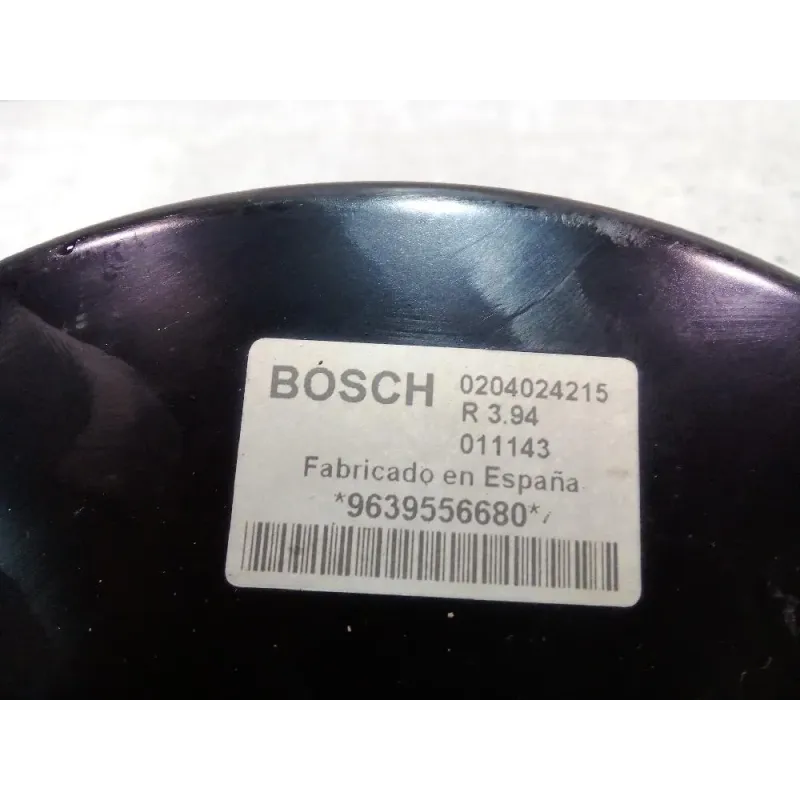 BOSCH 0204024215
R 3.94
011143
Fabricado en España
*9639556680*